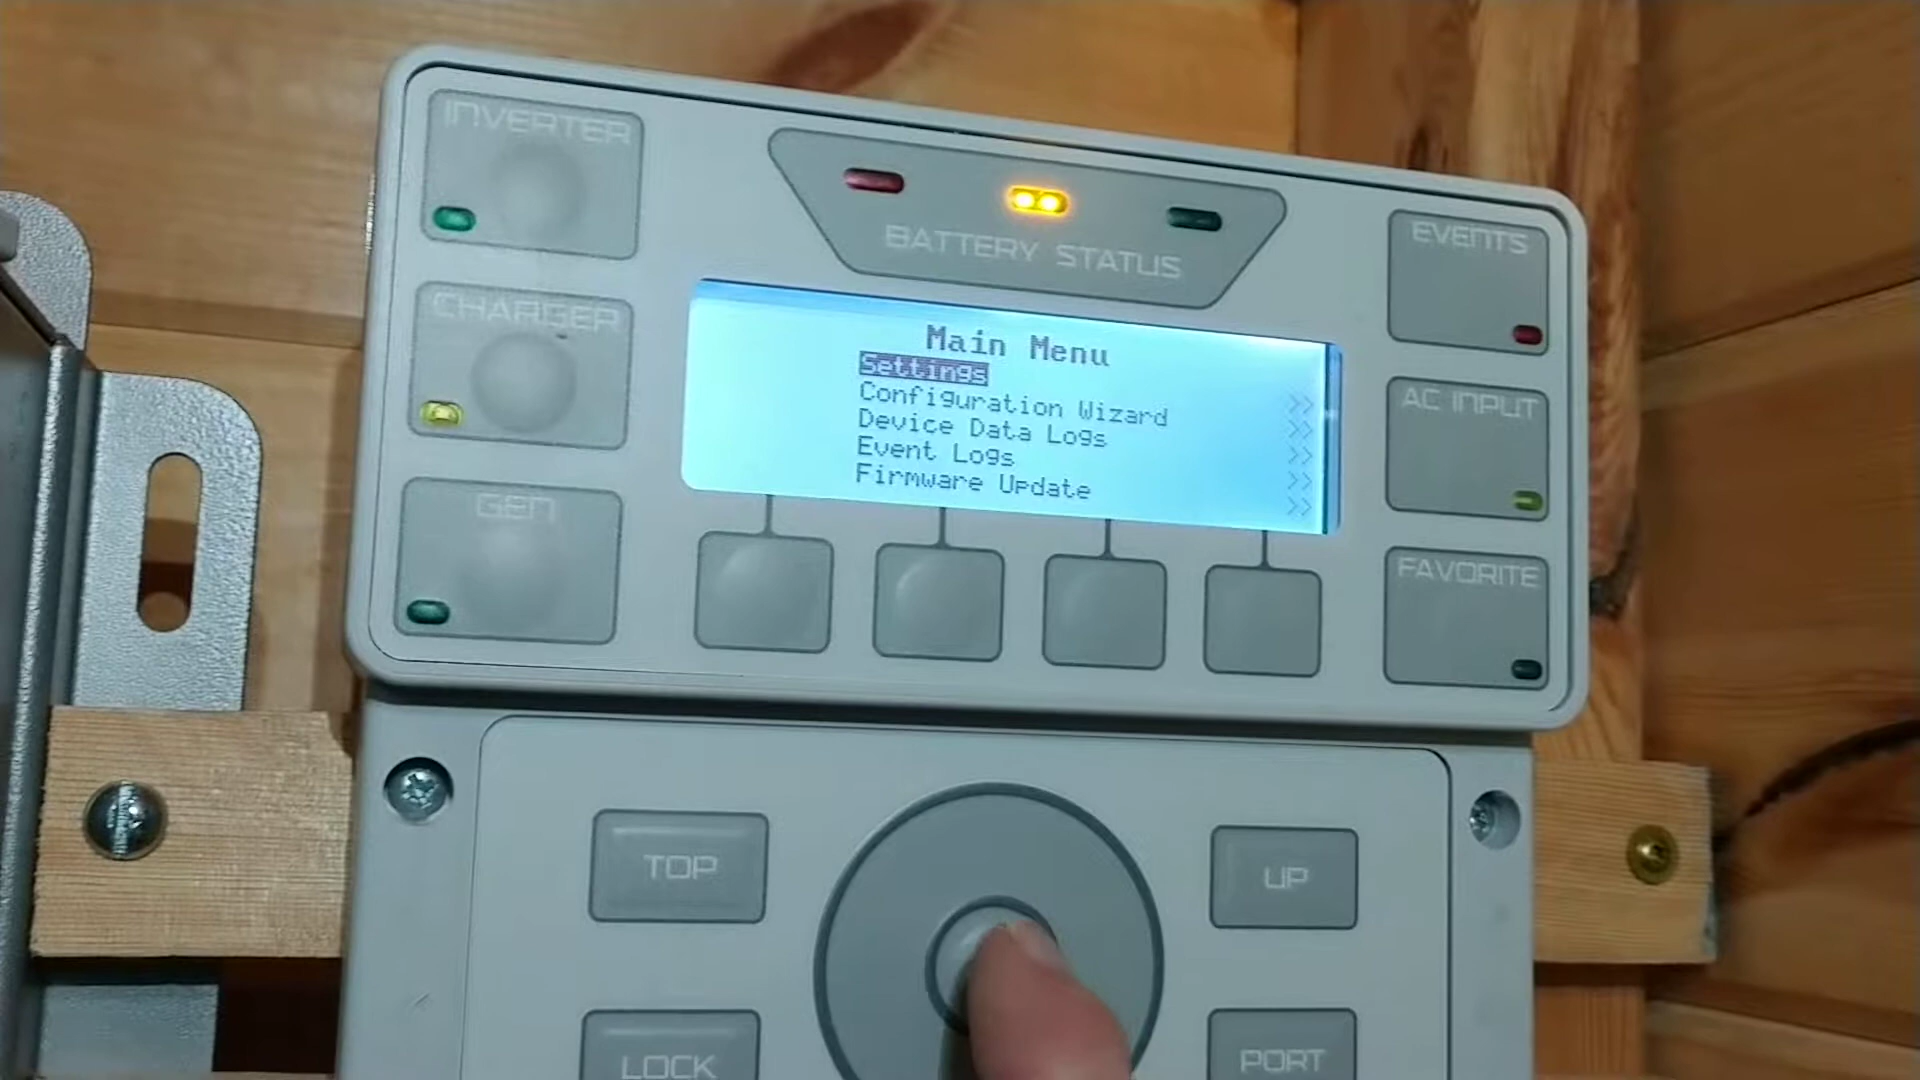 INVERTER
BATTERY STATUS
EVENTS
CHARGER
Main Menu
Settings
Configuration Wizard >>
Device Data Logs >>
Event Logs >>
Firmware Update >>
>>
AC INPUT
GEN
FAVORITE
TOP
UP
LOCK
PORT